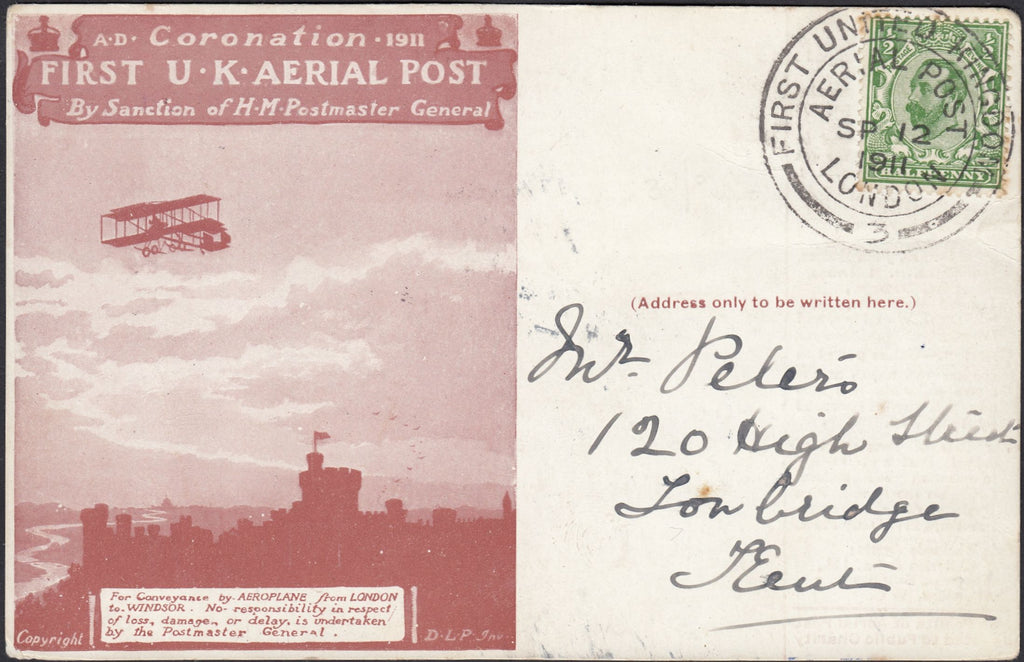 A·D· Coronation · 1911
FIRST U·K·AERIAL POST
By Sanction of H·M·Postmaster General
For Conveyance by AEROPLANE from LONDON
to WINDSOR. No responsibility in respect
of loss, damage, or delay, is undertaken
by the Postmaster General.
Copyright
D·L·P·Inv.
FIRST UNITED KINGDOM
AERIAL POST
SP 12
1911
LONDON
3
HALFPENNY
(Address only to be written here.)
Mr. Peters
120 High Street
Tonbridge
Kent